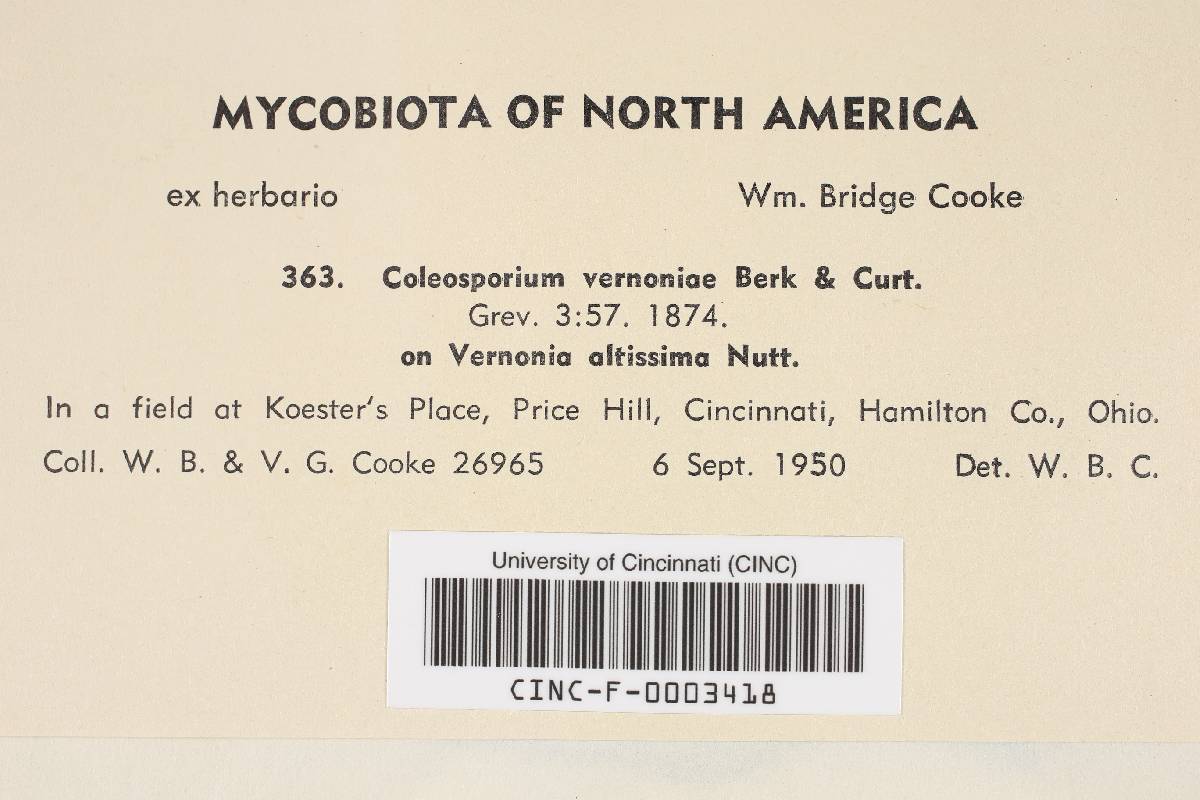 MYCOBIOTA OF NORTH AMERICA
ex herbario Wm. Bridge Cooke
363. Coleosporium vernoniae Berk & Curt.
Grev. 3:57. 1874.
on Vernonia altissima Nutt.
In a field at Koester's Place, Price Hill, Cincinnati, Hamilton Co., Ohio.
Coll. W. B. & V. G. Cooke 26965 6 Sept. 1950 Det. W. B. C.
University of Cincinnati (CINC)
CINC-F-0003418